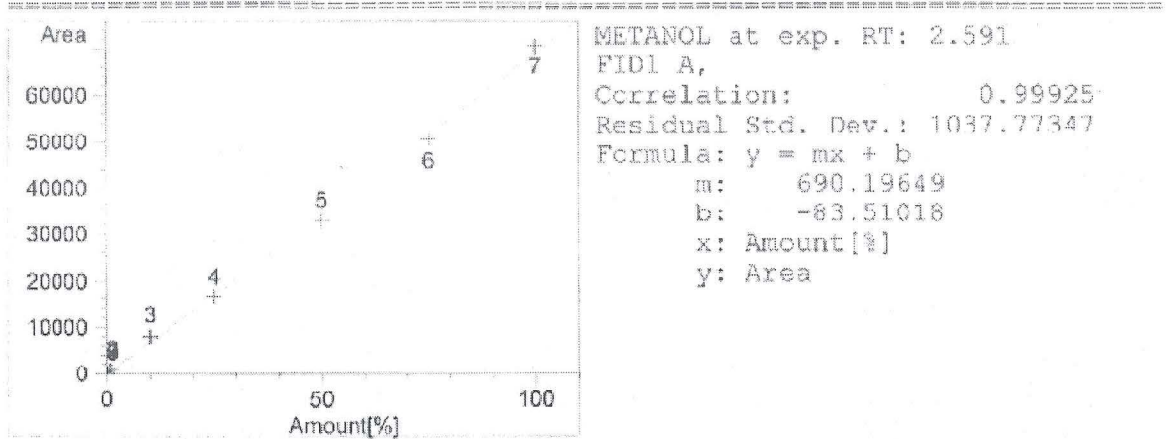 METANOL at exp. RT: 2.591
FID1 A,
Correlation: 0.99925
Residual Std. Dev.: 1037.77347
Formula: y = mx + b
m: 690.19649
b: -83.51018
x: Amount[%]
y: Area
Area
60000
50000
40000
30000
20000
10000
0
7
6
5
4
3
0
50
100
Amount[%]